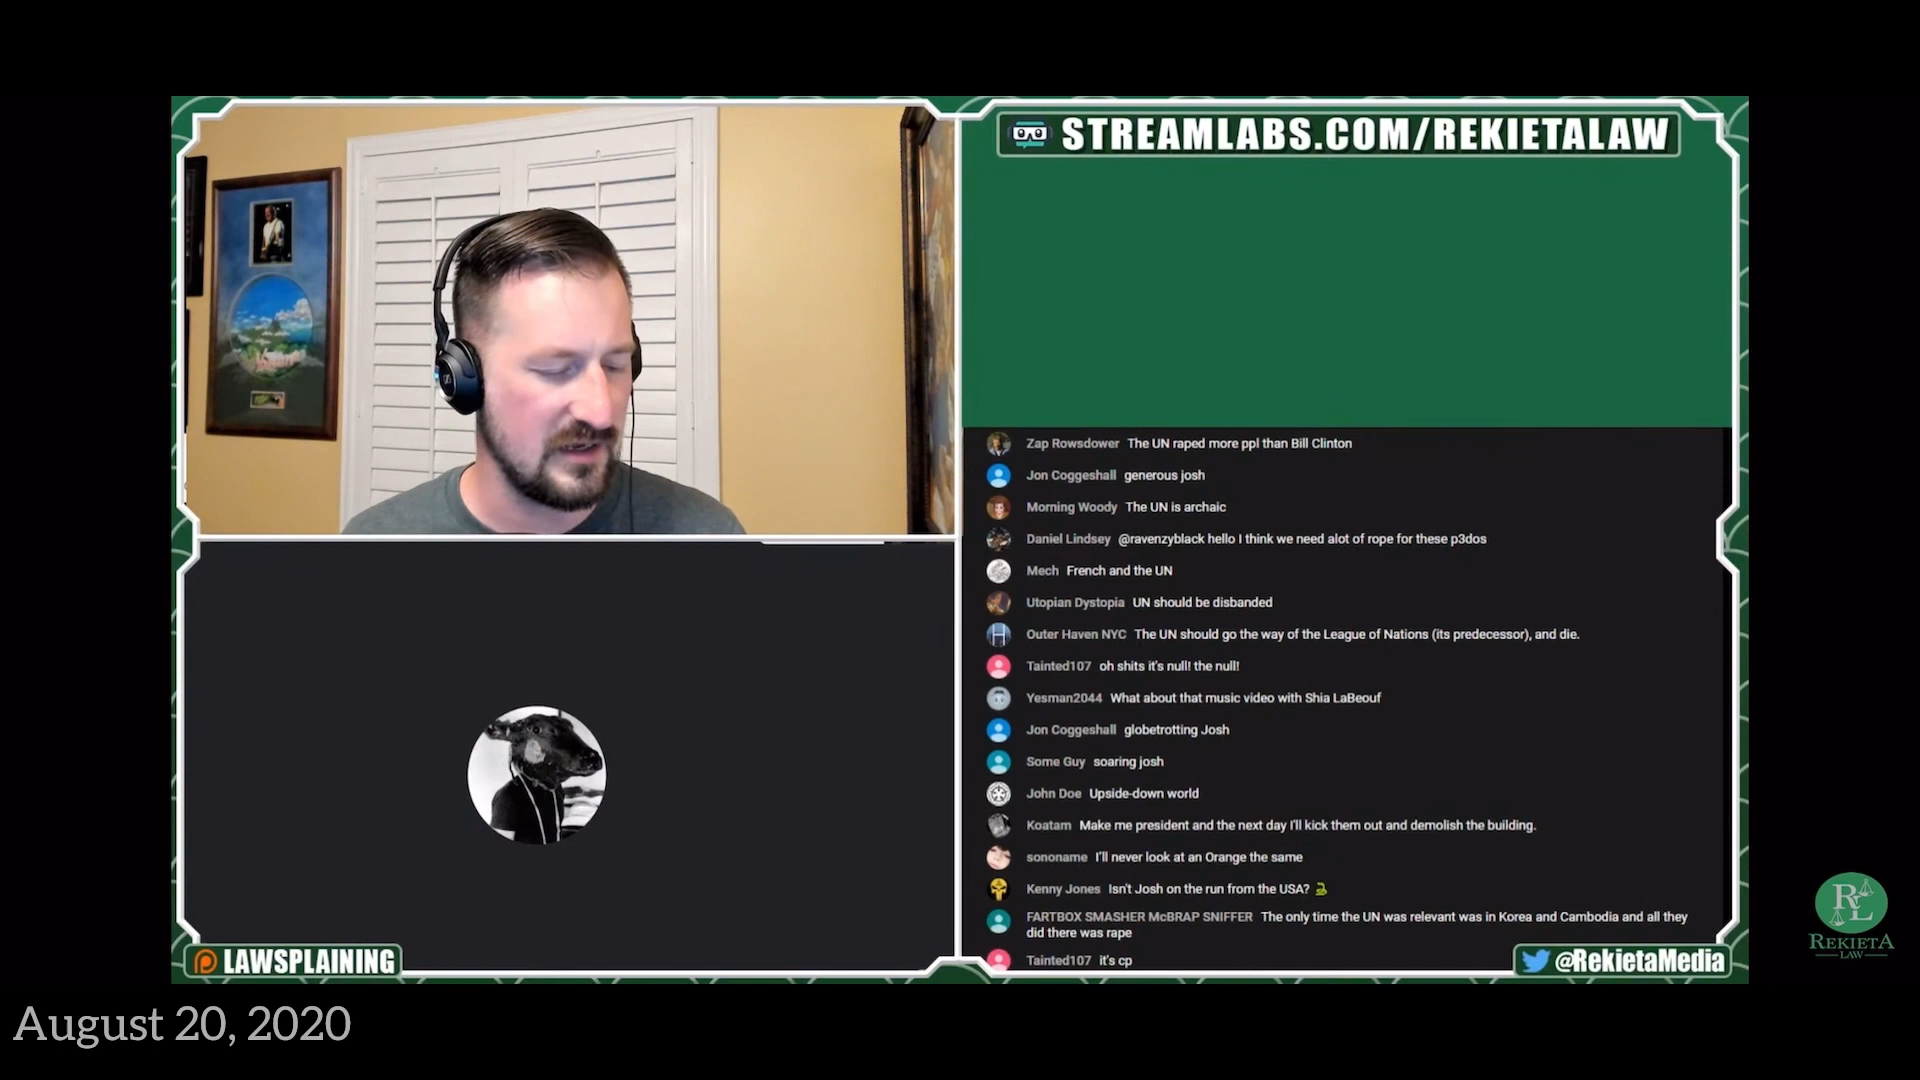 STREAMLABS.COM/REKIETALAW
Zap Rowsdower The UN raped more ppl than Bill Clinton
Jon Coggeshall generous josh
Morning Woody The UN is archaic
Daniel Lindsey @ravenzyblack hello I think we need alot of rope for these p3dos
Mech French and the UN
Utopian Dystopia UN should be disbanded
Outer Haven NYC The UN should go the way of the League of Nations (its predecessor), and die.
Tainted107 oh shits it's null! the null!
Yesman2044 What about that music video with Shia LaBeouf
Jon Coggeshall globetrotting Josh
Some Guy soaring josh
John Doe Upside-down world
Koatam Make me president and the next day I'll kick them out and demolish the building.
sononame I'll never look at an Orange the same
Kenny Jones Isn't Josh on the run from the USA?
FARTBOX SMASHER McBRAP SNIFFER The only time the UN was relevant was in Korea and Cambodia and all they
did there was rape
Tainted107 it's cp
LAWSPLAINING
@RekietaMedia
RL
REKIETA
LAW
August 20, 2020